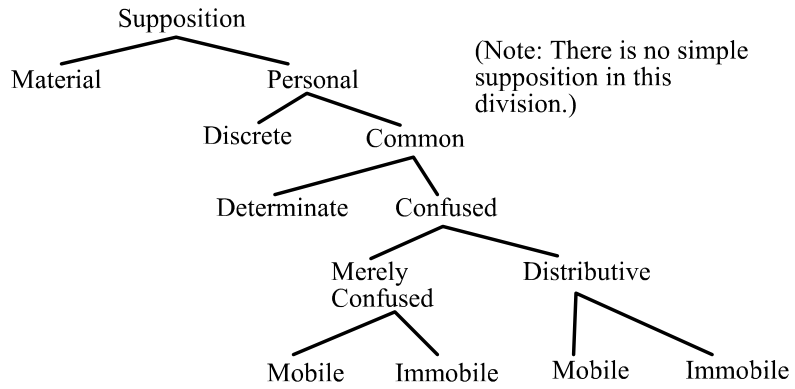 Supposition
Material
Personal
(Note: There is no simple
supposition in this
division.)
Discrete
Common
Determinate
Confused
Merely
Confused
Distributive
Mobile
Immobile
Mobile
Immobile